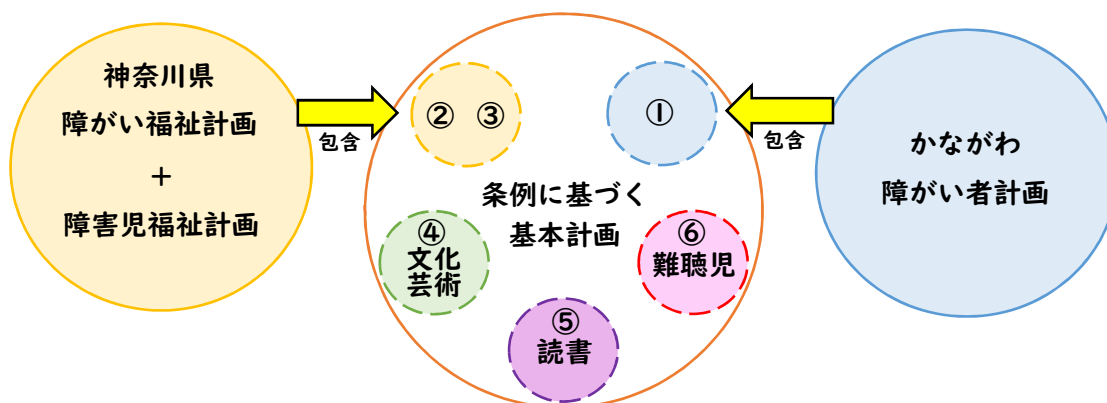 神奈川県
障がい福祉計画
+
障害児福祉計画
包含
② ③
①
条例に基づく
基本計画
④
文化
芸術
⑥
難聴児
⑤
読書
包含
かながわ
障がい者計画